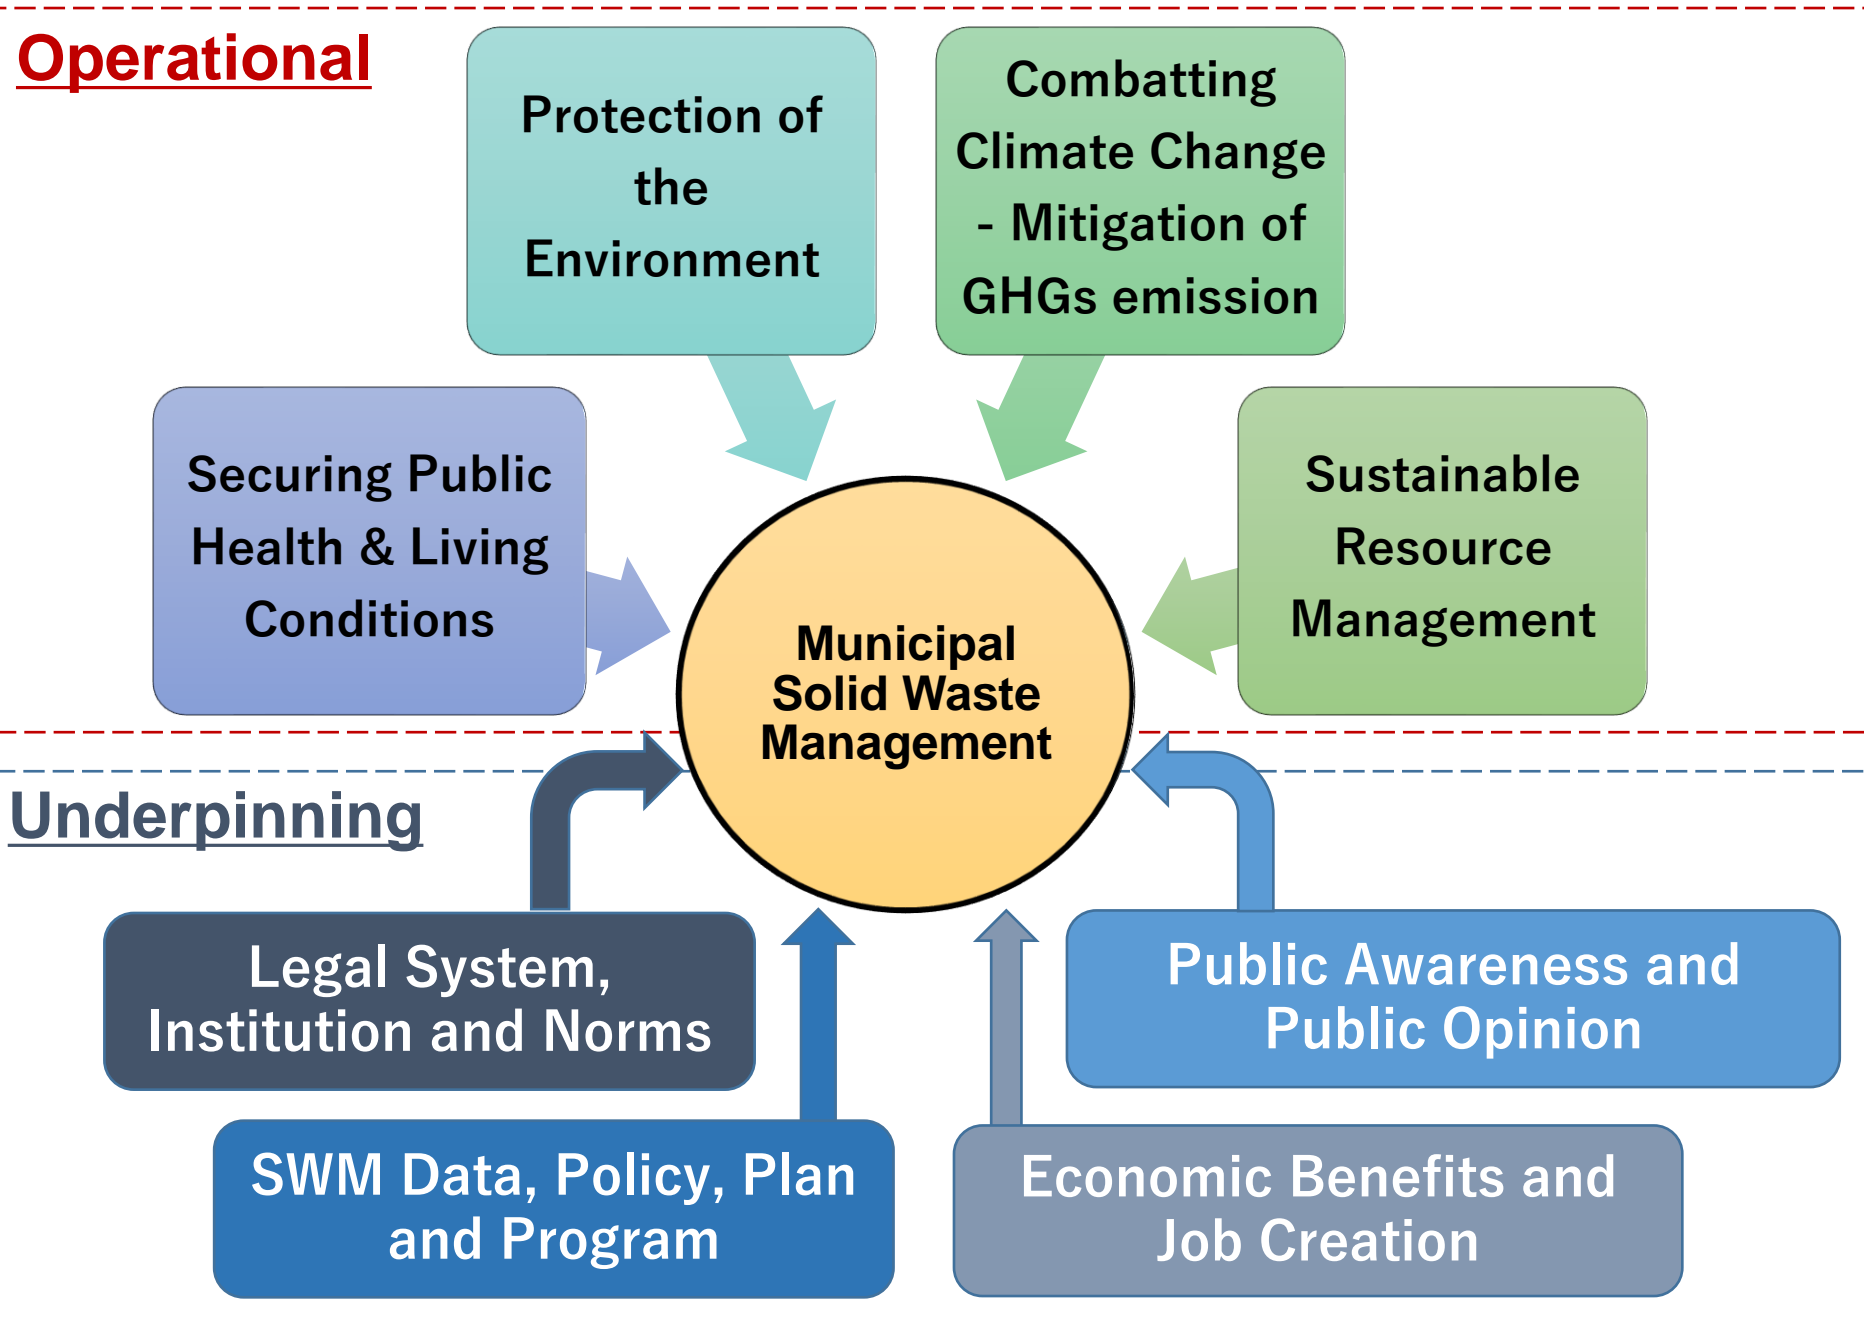 Operational
Protection of
the
Environment
Combatting
Climate Change
- Mitigation of
GHGs emission
Securing Public
Health & Living
Conditions
Sustainable
Resource
Management
Municipal
Solid Waste
Management
Underpinning
Legal System,
Institution and Norms
Public Awareness and
Public Opinion
SWM Data, Policy, Plan
and Program
Economic Benefits and
Job Creation